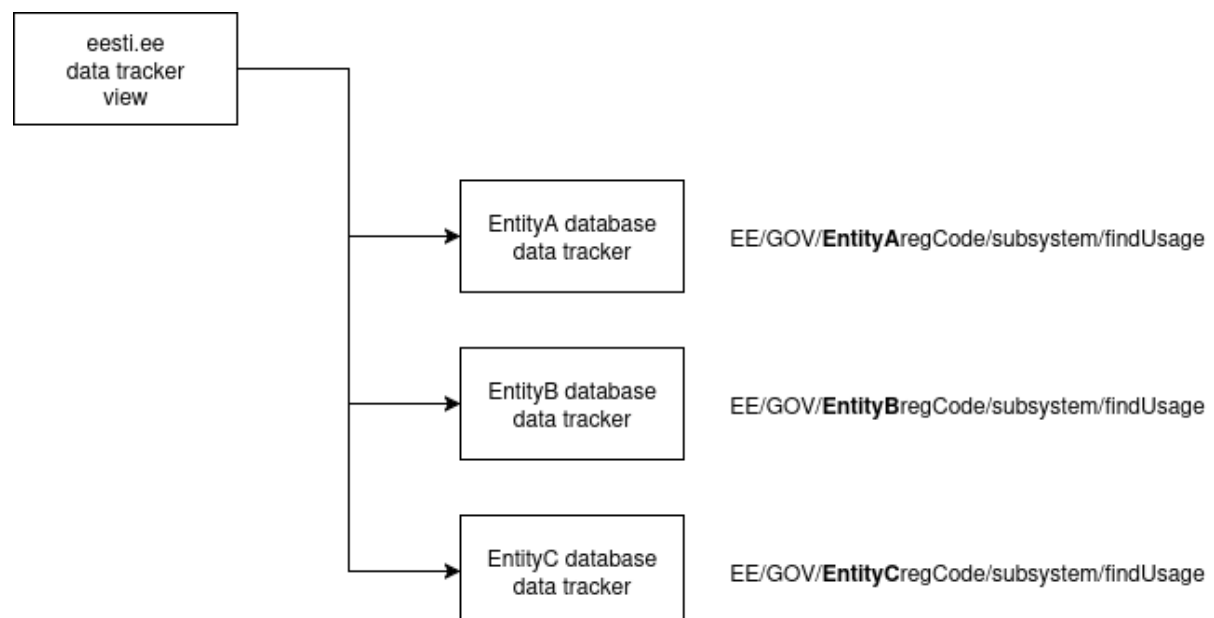 eesti.ee
data tracker
view
EntityA database
data tracker
EE/GOV/EntityAregCode/subsystem/findUsage
EntityB database
data tracker
EE/GOV/EntityBregCode/subsystem/findUsage
EntityC database
data tracker
EE/GOV/EntityCregCode/subsystem/findUsage